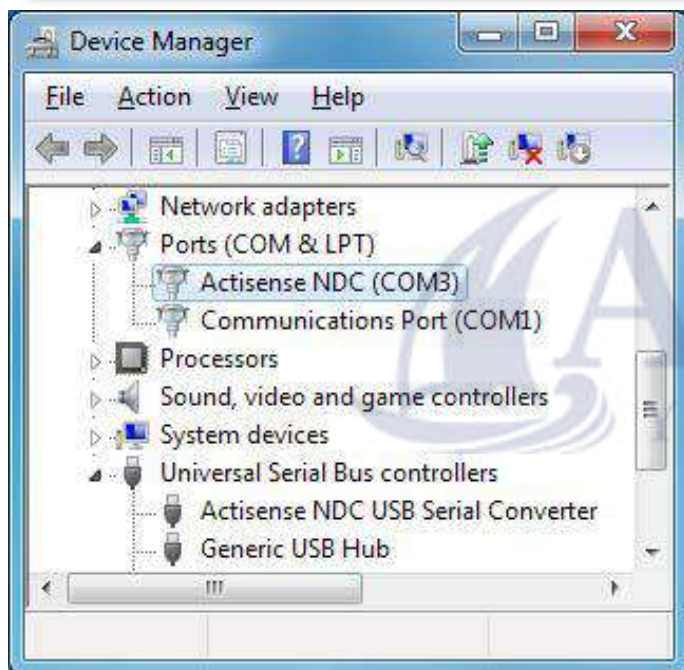 Device Manager
File Action View Help
Network adapters
Ports (COM & LPT)
Actisense NDC (COM3)
Communications Port (COM1)
Processors
Sound, video and game controllers
System devices
Universal Serial Bus controllers
Actisense NDC USB Serial Converter
Generic USB Hub